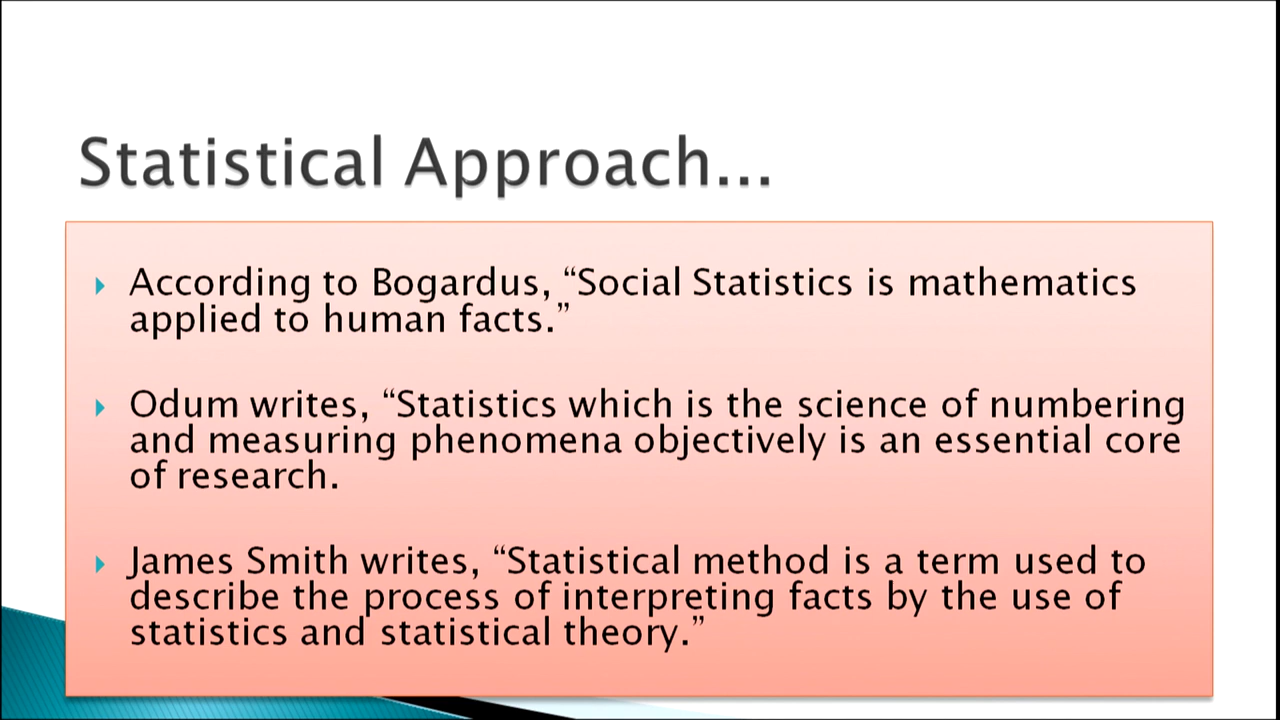 Statistical Approach...
According to Bogardus, “Social Statistics is mathematics
applied to human facts.”
Odum writes, “Statistics which is the science of numbering
and measuring phenomena objectively is an essential core
of research.
James Smith writes, “Statistical method is a term used to
describe the process of interpreting facts by the use of
statistics and statistical theory.”